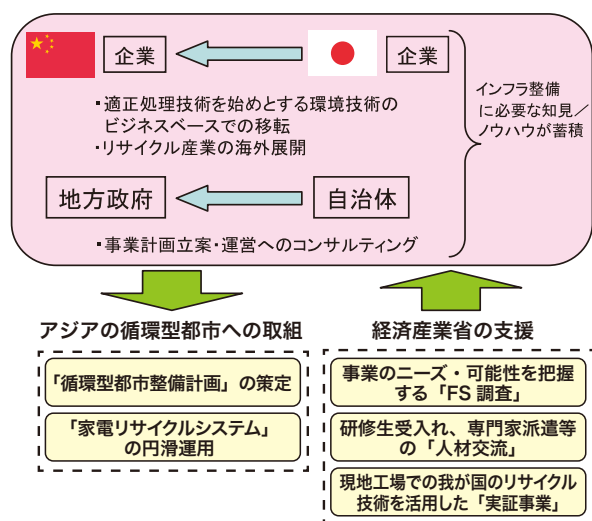 企業
企業
・適正処理技術を始めとする環境技術の
ビジネスベースでの移転
・リサイクル産業の海外展開
インフラ整備
に必要な知見／
ノウハウが蓄積
地方政府
自治体
・事業計画立案・運営へのコンサルティング
アジアの循環型都市への取組
「循環型都市整備計画」の策定
「家電リサイクルシステム」
の円滑運用
経済産業省の支援
事業のニーズ・可能性を把握
する「FS 調査」
研修生受入れ、専門家派遣等
の「人材交流」
現地工場での我が国のリサイクル
技術を活用した「実証事業」